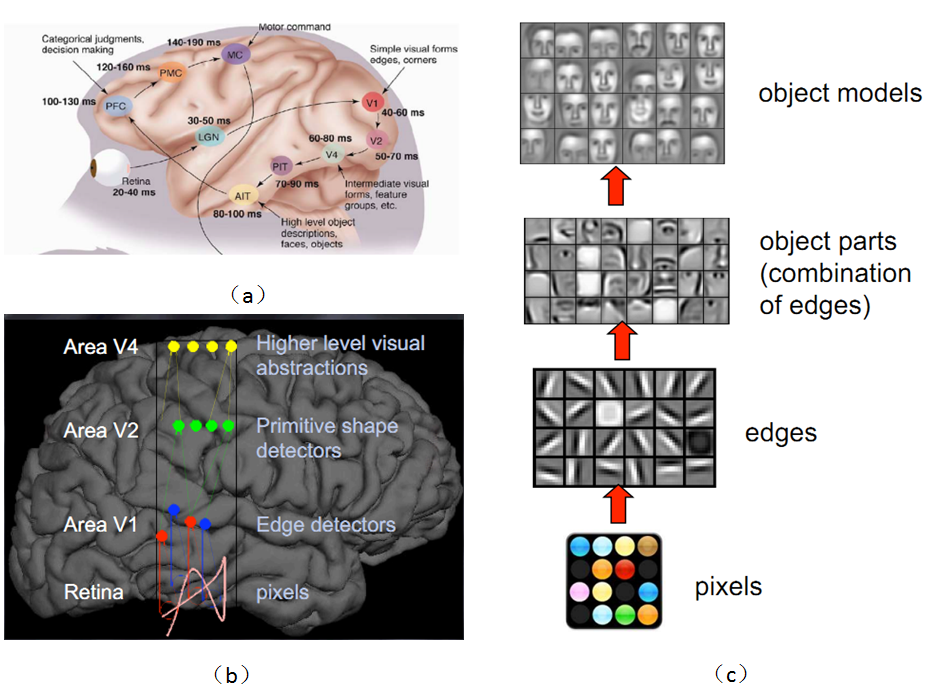 Categorical judgments,
decision making
140-190 ms
Motor command
Simple visual forms
edges, corners
120-160 ms
MC
PMC
100-130 ms
PFC
30-50 ms
LGN
V1
40-60 ms
V2
50-70 ms
60-80 ms
V4
PIT
70-90 ms
Retina
20-40 ms
AIT
80-100 ms
Intermediate visual
forms, feature
groups, etc.
High level object
descriptions,
faces, objects
(a)
Area V4
Higher level visual
abstractions
Area V2
Primitive shape
detectors
Area V1
Edge detectors
Retina
pixels
(b)
object models
object parts
(combination
of edges)
edges
pixels
(c)